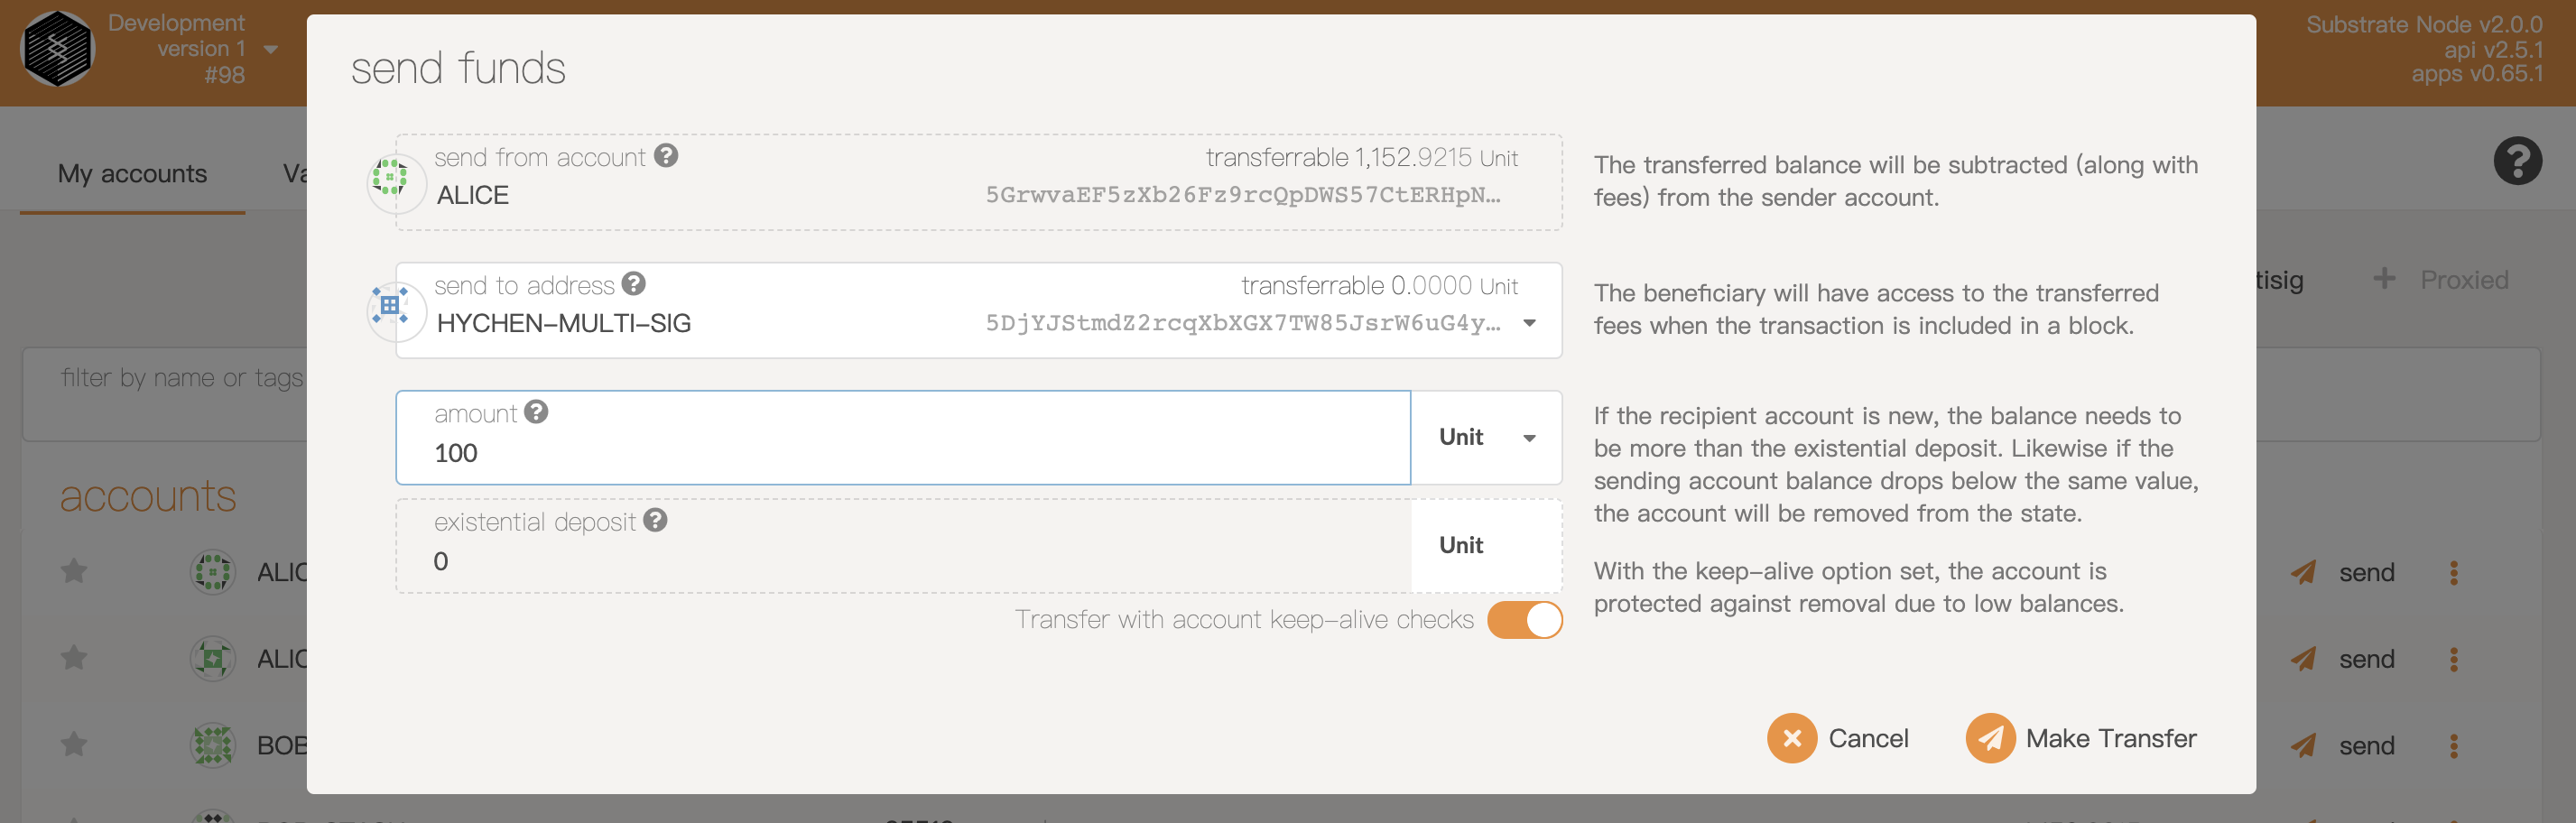 Development
version 1
#98
Substrate Node v2.0.0
api v2.5.1
apps v0.65.1
My accounts
Va
tisig
Proxied
filter by name or tags
accounts
ALIC
send
ALIC
send
BOB
send
send funds
send from account
transferrable 1,152.9215 Unit
ALICE
5GrwvaEF5zXb26Fz9rcQpDWS57CtERHpN…
The transferred balance will be subtracted (along with
fees) from the sender account.
send to address
transferrable 0.0000 Unit
HYCHEN-MULTI-SIG
5DjYJStmdZ2rcqXbXGX7TW85JsrW6uG4y…
The beneficiary will have access to the transferred
fees when the transaction is included in a block.
amount
100
Unit
If the recipient account is new, the balance needs to
be more than the existential deposit. Likewise if the
sending account balance drops below the same value,
the account will be removed from the state.
existential deposit
0
Unit
With the keep-alive option set, the account is
protected against removal due to low balances.
Transfer with account keep-alive checks
Cancel
Make Transfer